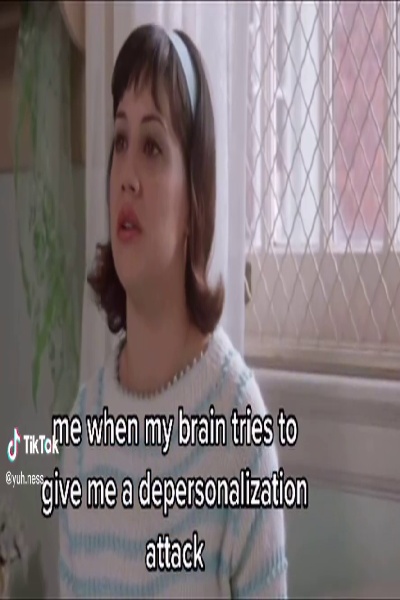 me when my brain tries to
give me a depersonalization
attack
TikTok
@yuh.ness